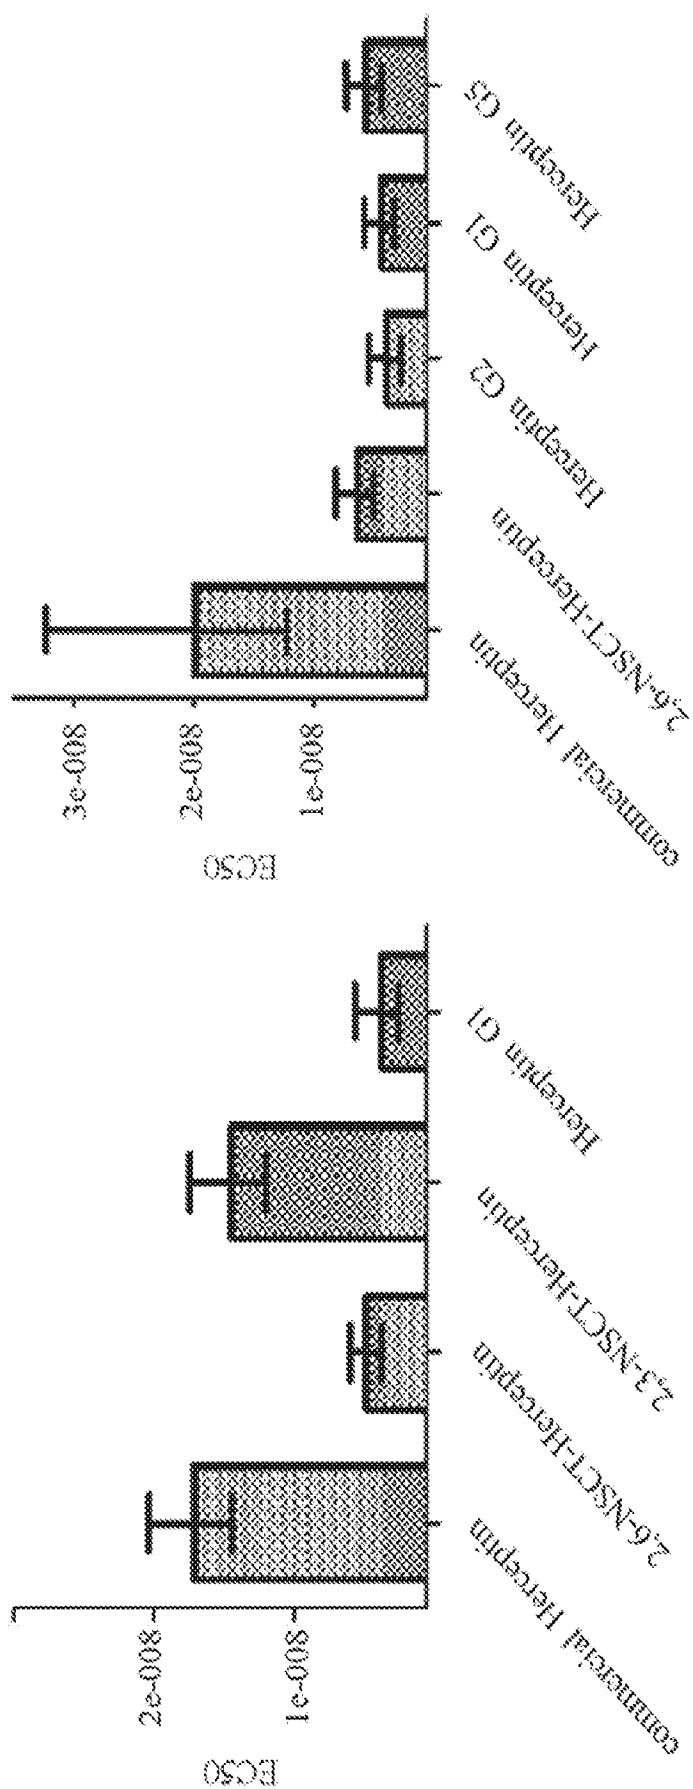 EC50
3e-008
2e-008
1e-008
commercial Herceptin
2,6-NSCT-Herceptin
Herceptin G2
Herceptin G1
Herceptin G5
EC50
2e-008
1e-008
commercial Herceptin
2,6-NSCT-Herceptin
2,3-NSCT-Herceptin
Herceptin G1